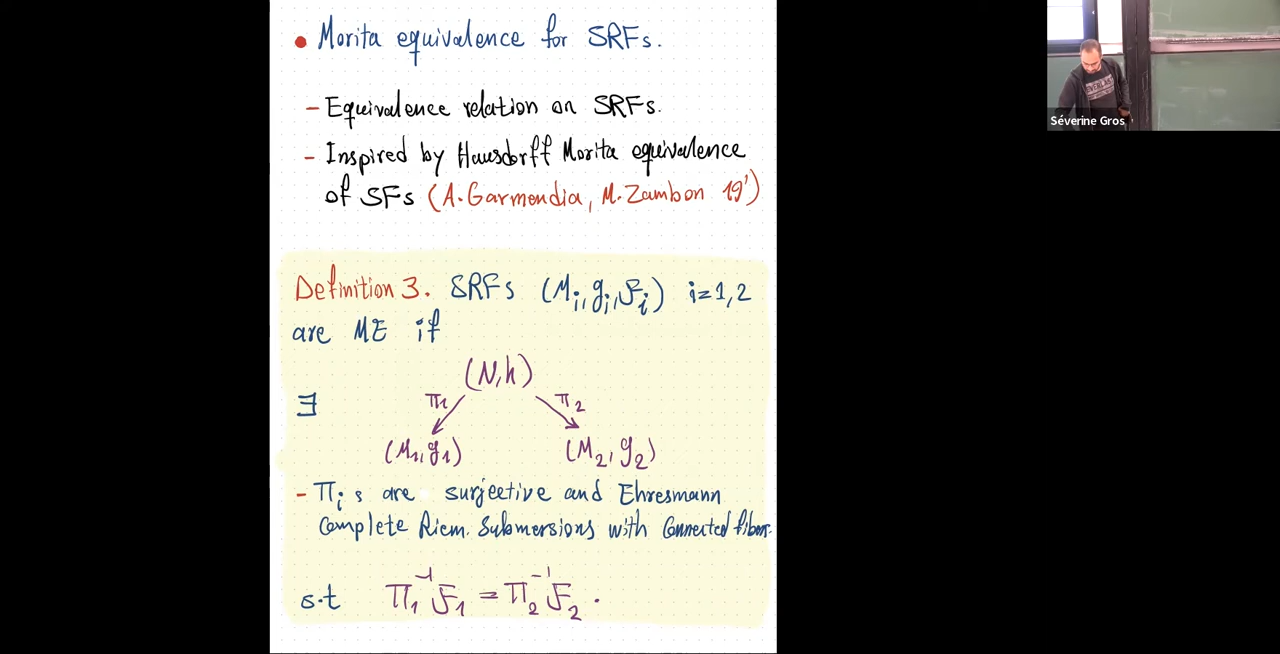 • Morita equivalence for SRFs.
- Equivalence relation on SRFs.
- Inspired by Hausdorff Morita equivalence
of SFs (A. Garmendia, M. Zambon 19')
Definition 3. SRFs (Mi, gi, Fi) i=1,2
are ME if
(N,h)
∃ π1 π2
(M1,g1) (M2,g2)
- πi s are surjective and Ehresmann
Complete Riem. Submersions with Connected fibers.
s.t π1⁻¹F1 = π2⁻¹F2.
Séverine Gros